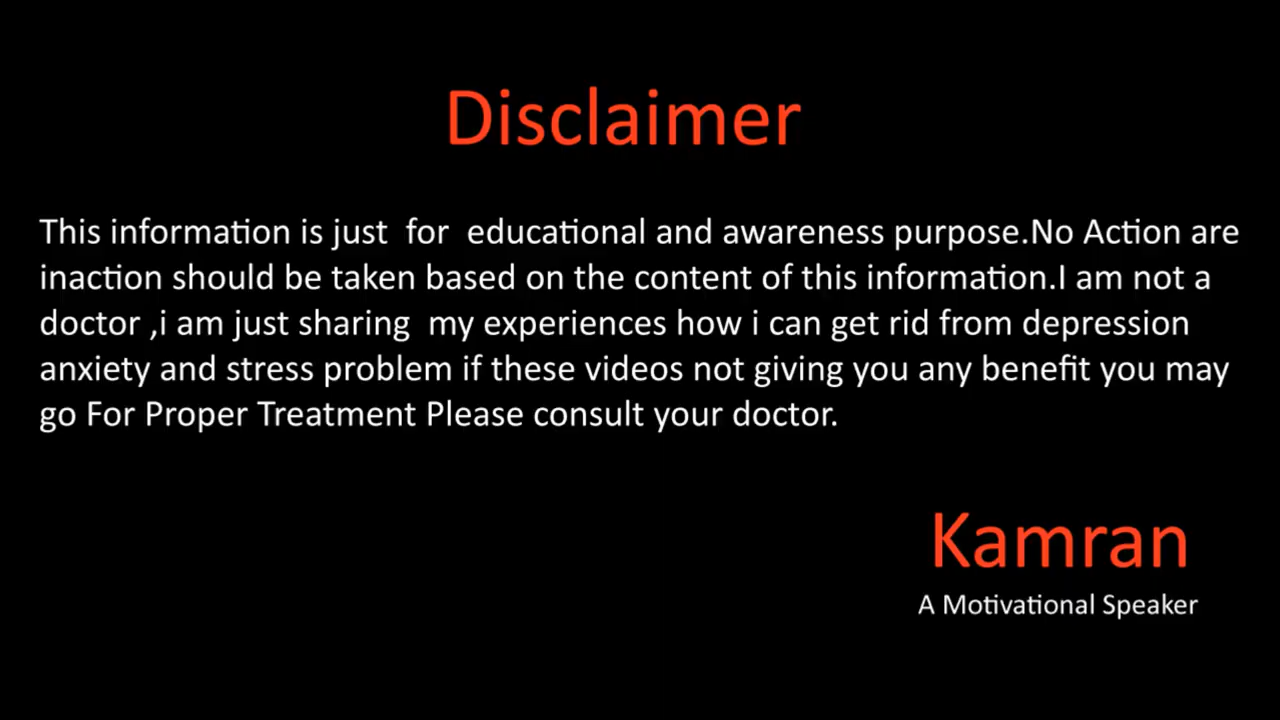 Disclaimer
This information is just  for  educational and awareness purpose.No Action are
inaction should be taken based on the content of this information.I am not a
doctor ,i am just sharing  my experiences how i can get rid from depression
anxiety and stress problem if these videos not giving you any benefit you may
go For Proper Treatment Please consult your doctor.
Kamran
A Motivational Speaker